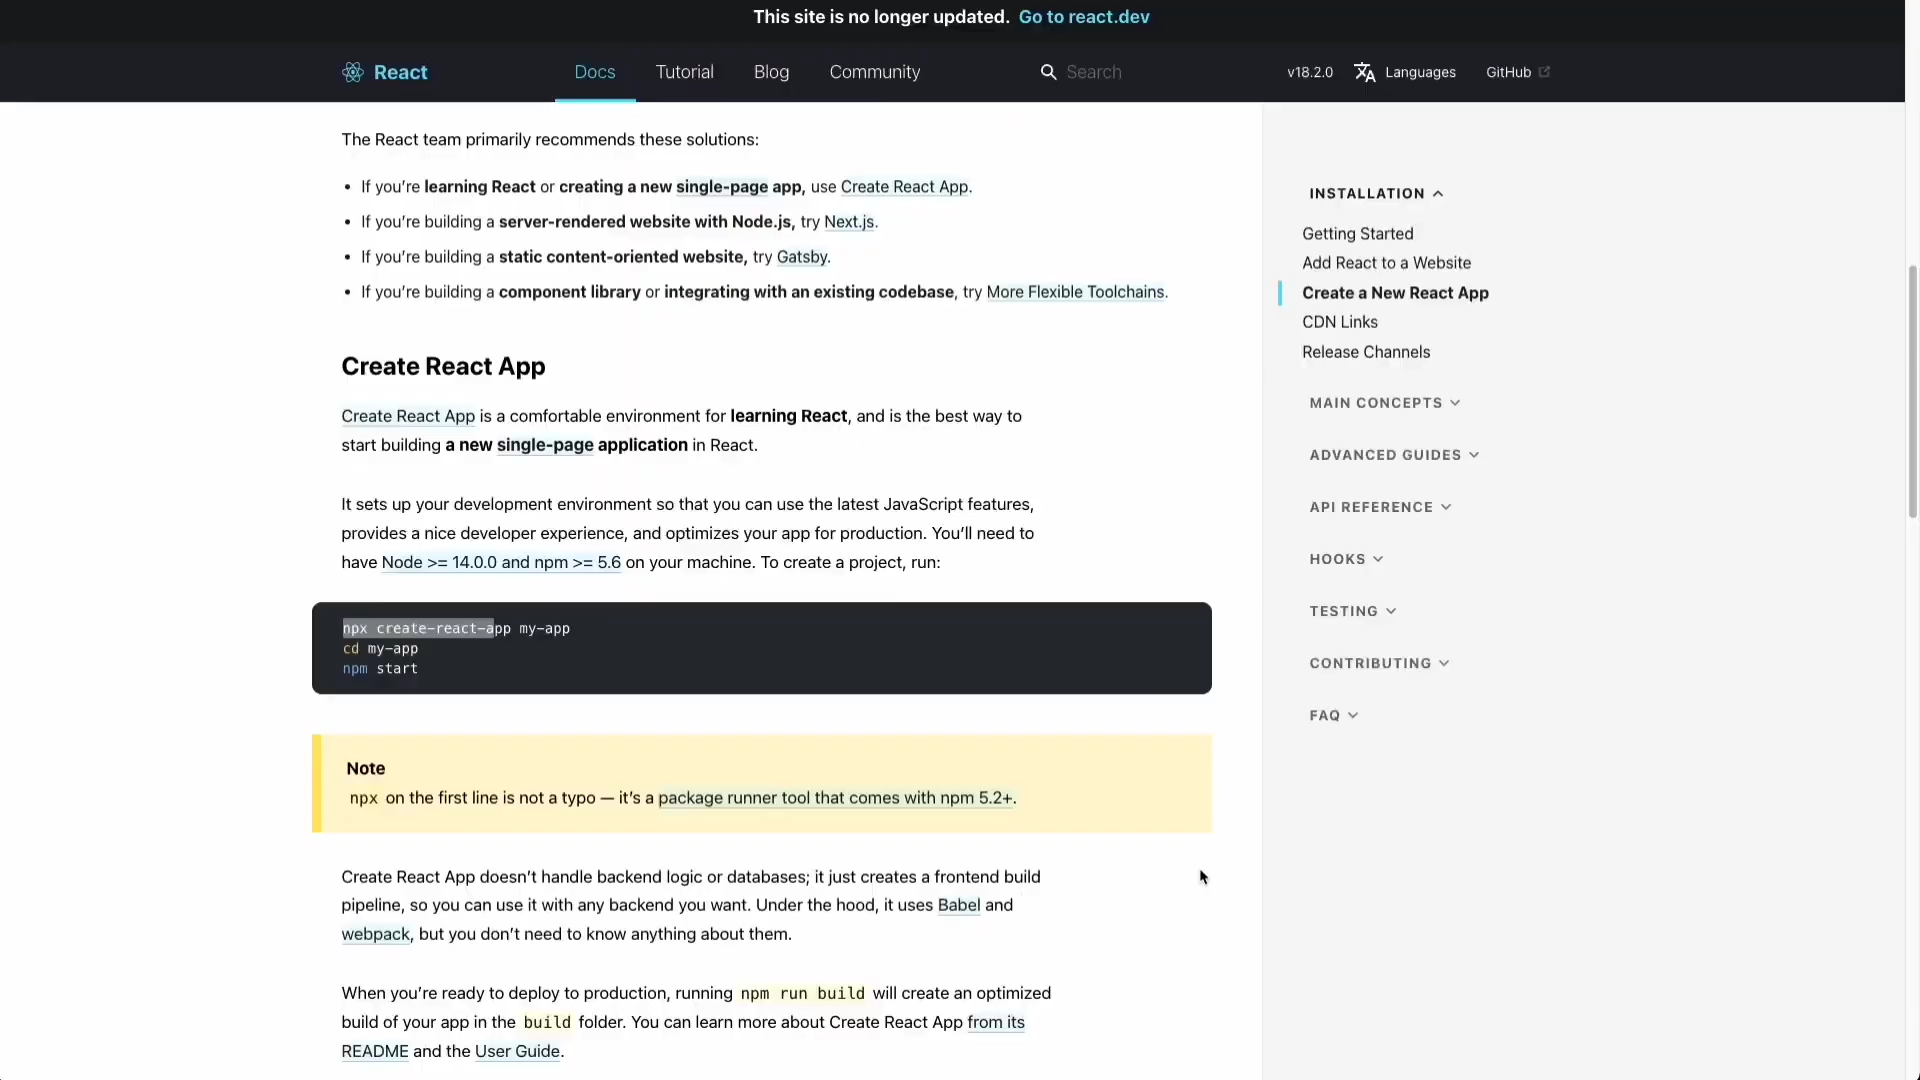 This site is no longer updated. Go to react.dev
React Docs Tutorial Blog Community Search v18.2.0 Languages GitHub
The React team primarily recommends these solutions:
• If you’re learning React or creating a new single-page app, use Create React App.
• If you’re building a server-rendered website with Node.js, try Next.js.
• If you’re building a static content-oriented website, try Gatsby.
• If you’re building a component library or integrating with an existing codebase, try More Flexible Toolchains.
Create React App
Create React App is a comfortable environment for learning React, and is the best way to
start building a new single-page application in React.
It sets up your development environment so that you can use the latest JavaScript features,
provides a nice developer experience, and optimizes your app for production. You’ll need to
have Node >= 14.0.0 and npm >= 5.6 on your machine. To create a project, run:
npx create-react-app my-app
cd my-app
npm start
Note
npx on the first line is not a typo — it’s a package runner tool that comes with npm 5.2+.
Create React App doesn’t handle backend logic or databases; it just creates a frontend build
pipeline, so you can use it with any backend you want. Under the hood, it uses Babel and
webpack, but you don’t need to know anything about them.
When you’re ready to deploy to production, running npm run build will create an optimized
build of your app in the build folder. You can learn more about Create React App from its
README and the User Guide.
INSTALLATION
Getting Started
Add React to a Website
Create a New React App
CDN Links
Release Channels
MAIN CONCEPTS
ADVANCED GUIDES
API REFERENCE
HOOKS
TESTING
CONTRIBUTING
FAQ